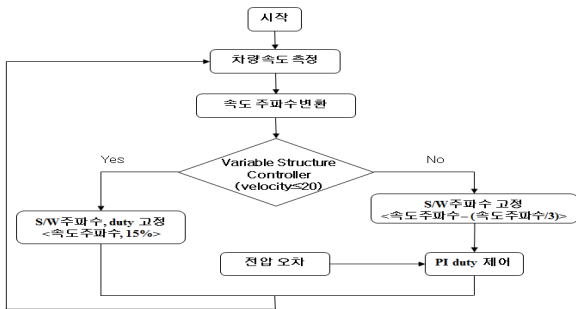 시작
차량속도 측정
속도 주파수변환
Variable Structure
Controller
(velocity≤20)
Yes
No
S/W주파수, duty 고정
<속도주파수, 15%>
S/W주파수 고정
<속도주파수– (속도주파수/3)>
전압 오차
PI duty 제어